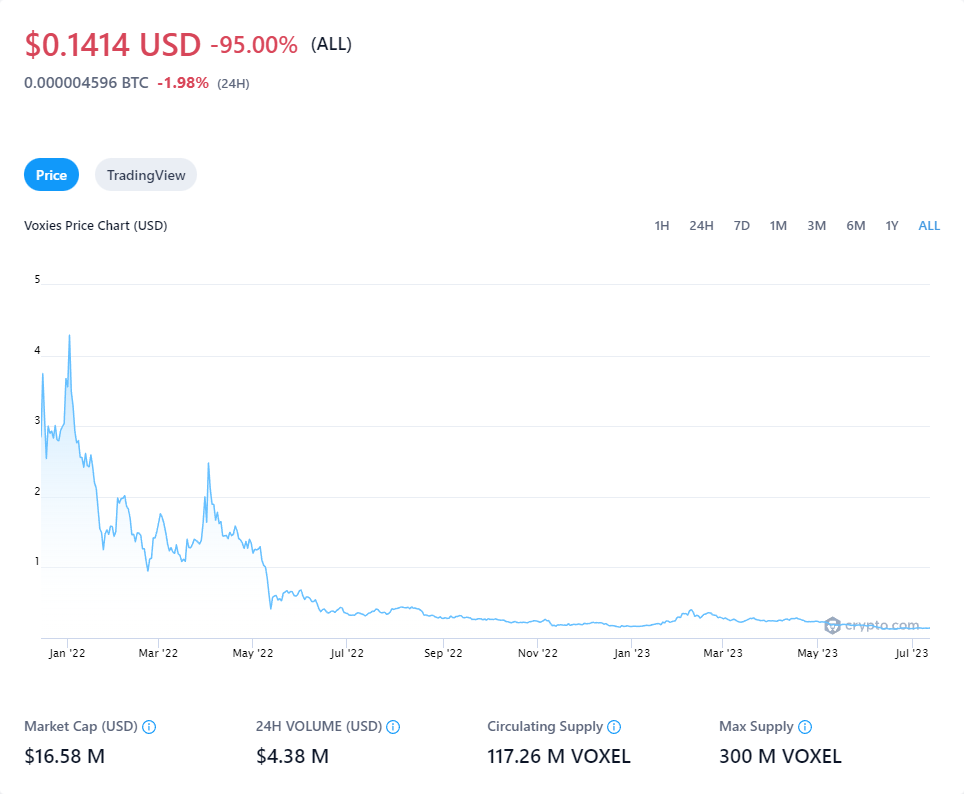 $0.1414 USD -95.00% (ALL)
0.000004596 BTC -1.98% (24H)
Price TradingView
Voxies Price Chart (USD) 1H 24H 7D 1M 3M 6M 1Y ALL
5
4
3
2
1
crypto.com
Jan '22 Mar '22 May '22 Jul '22 Sep '22 Nov '22 Jan '23 Mar '23 May '23 Jul '23
Market Cap (USD) 24H VOLUME (USD) Circulating Supply Max Supply
$16.58 M $4.38 M 117.26 M VOXEL 300 M VOXEL